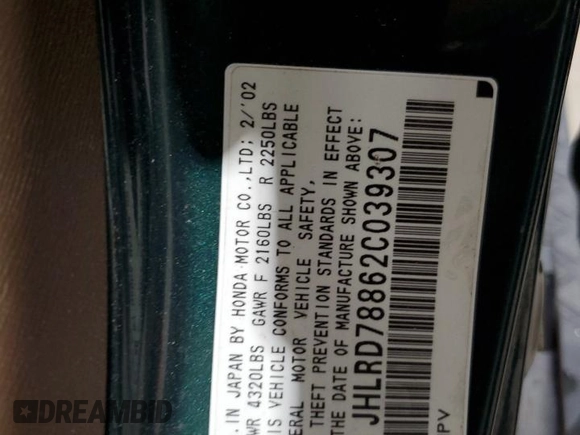 . IN JAPAN BY HONDA MOTOR CO.,LTD; 2/'02
WR 4320LBS GAWR F 2160LBS R 2250LBS
IS VEHICLE CONFORMS TO ALL APPLICABLE
ERAL MOTOR VEHICLE SAFETY,
THEFT PREVENTION STANDARDS IN EFFECT
THE DATE OF MANUFACTURE SHOWN ABOVE:
JHLRD78862C039307
PV
DREAMBID